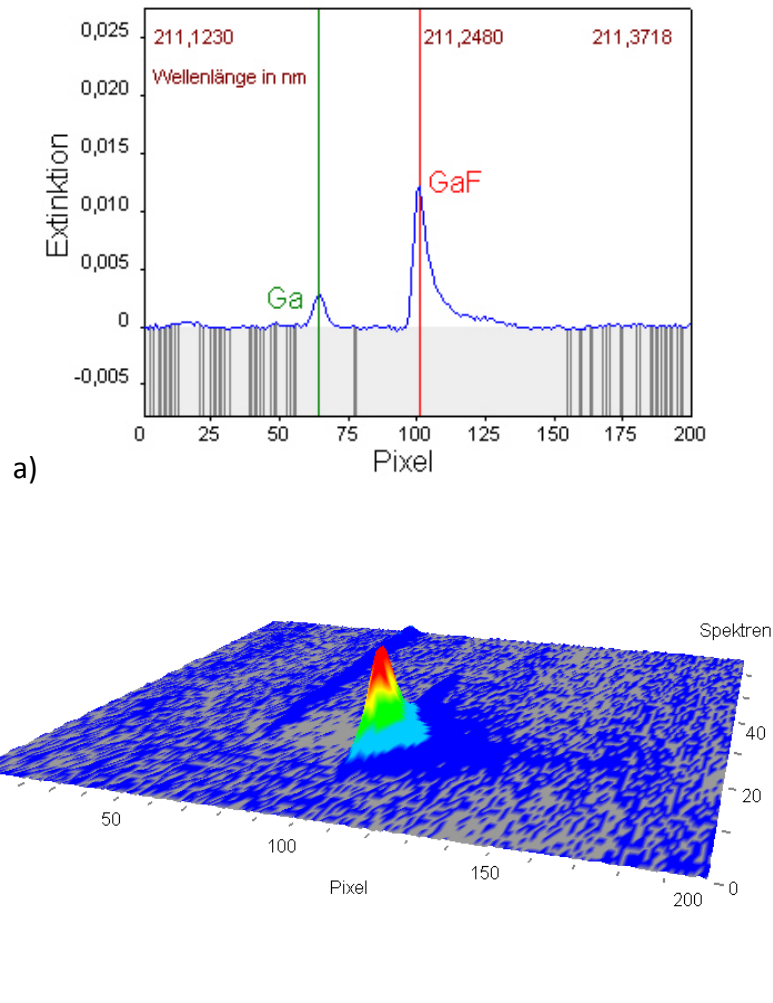 0,025
211,1230
211,2480
211,3718
Wellenlänge in nm
0,020
0,015
Extinktion
GaF
0,010
0,005
Ga
0
-0,005
0 25 50 75 100 125 150 175 200
Pixel
a)
Spektren
40
20
0
50
100
150
200
Pixel